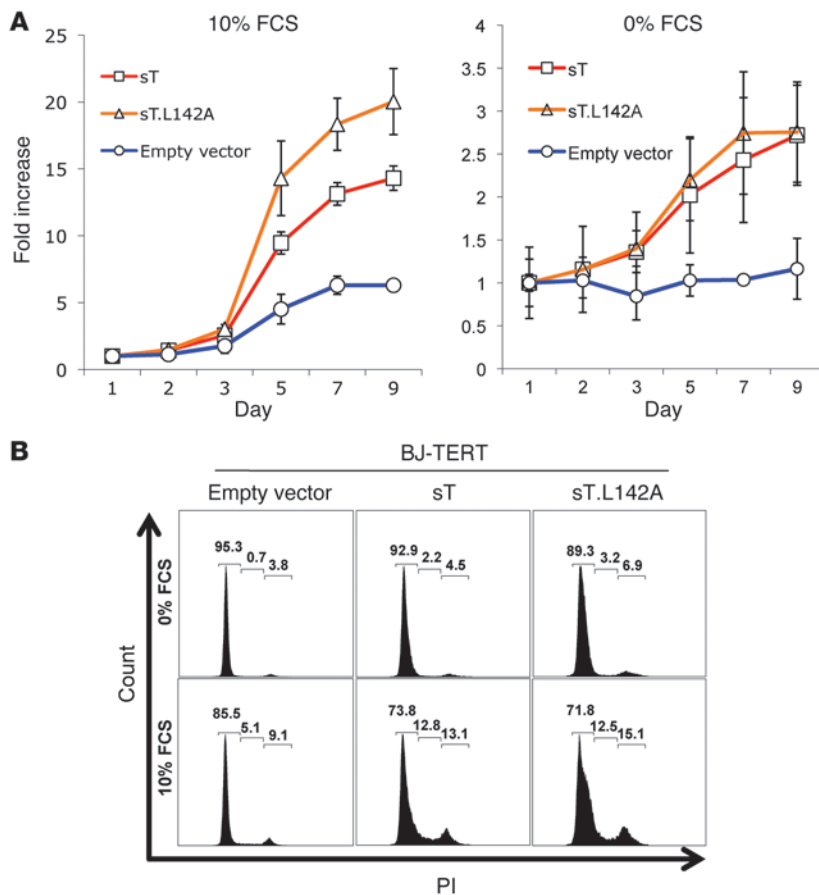 A
10% FCS
25
20
15
10
5
0
Fold increase
sT
sT.L142A
Empty vector
1 2 3 5 7 9
Day
0% FCS
4
3.5
3
2.5
2
1.5
1
0.5
0
sT
sT.L142A
Empty vector
1 2 3 5 7 9
Day
B
BJ-TERT
Empty vector sT sT.L142A
Count
0% FCS
95.3 0.7 3.8
92.9 2.2 4.5
89.3 3.2 6.9
10% FCS
85.5 5.1 9.1
73.8 12.8 13.1
71.8 12.5 15.1
PI